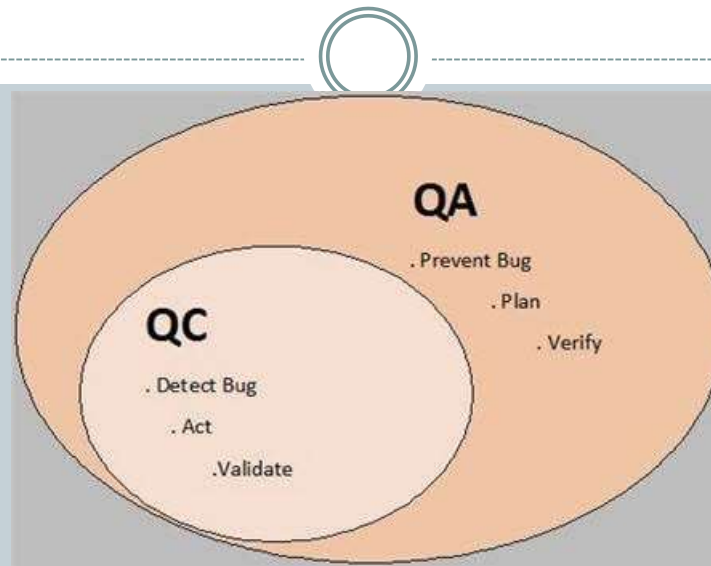 QA
. Prevent Bug
. Plan
. Verify
QC
. Detect Bug
. Act
.Validate